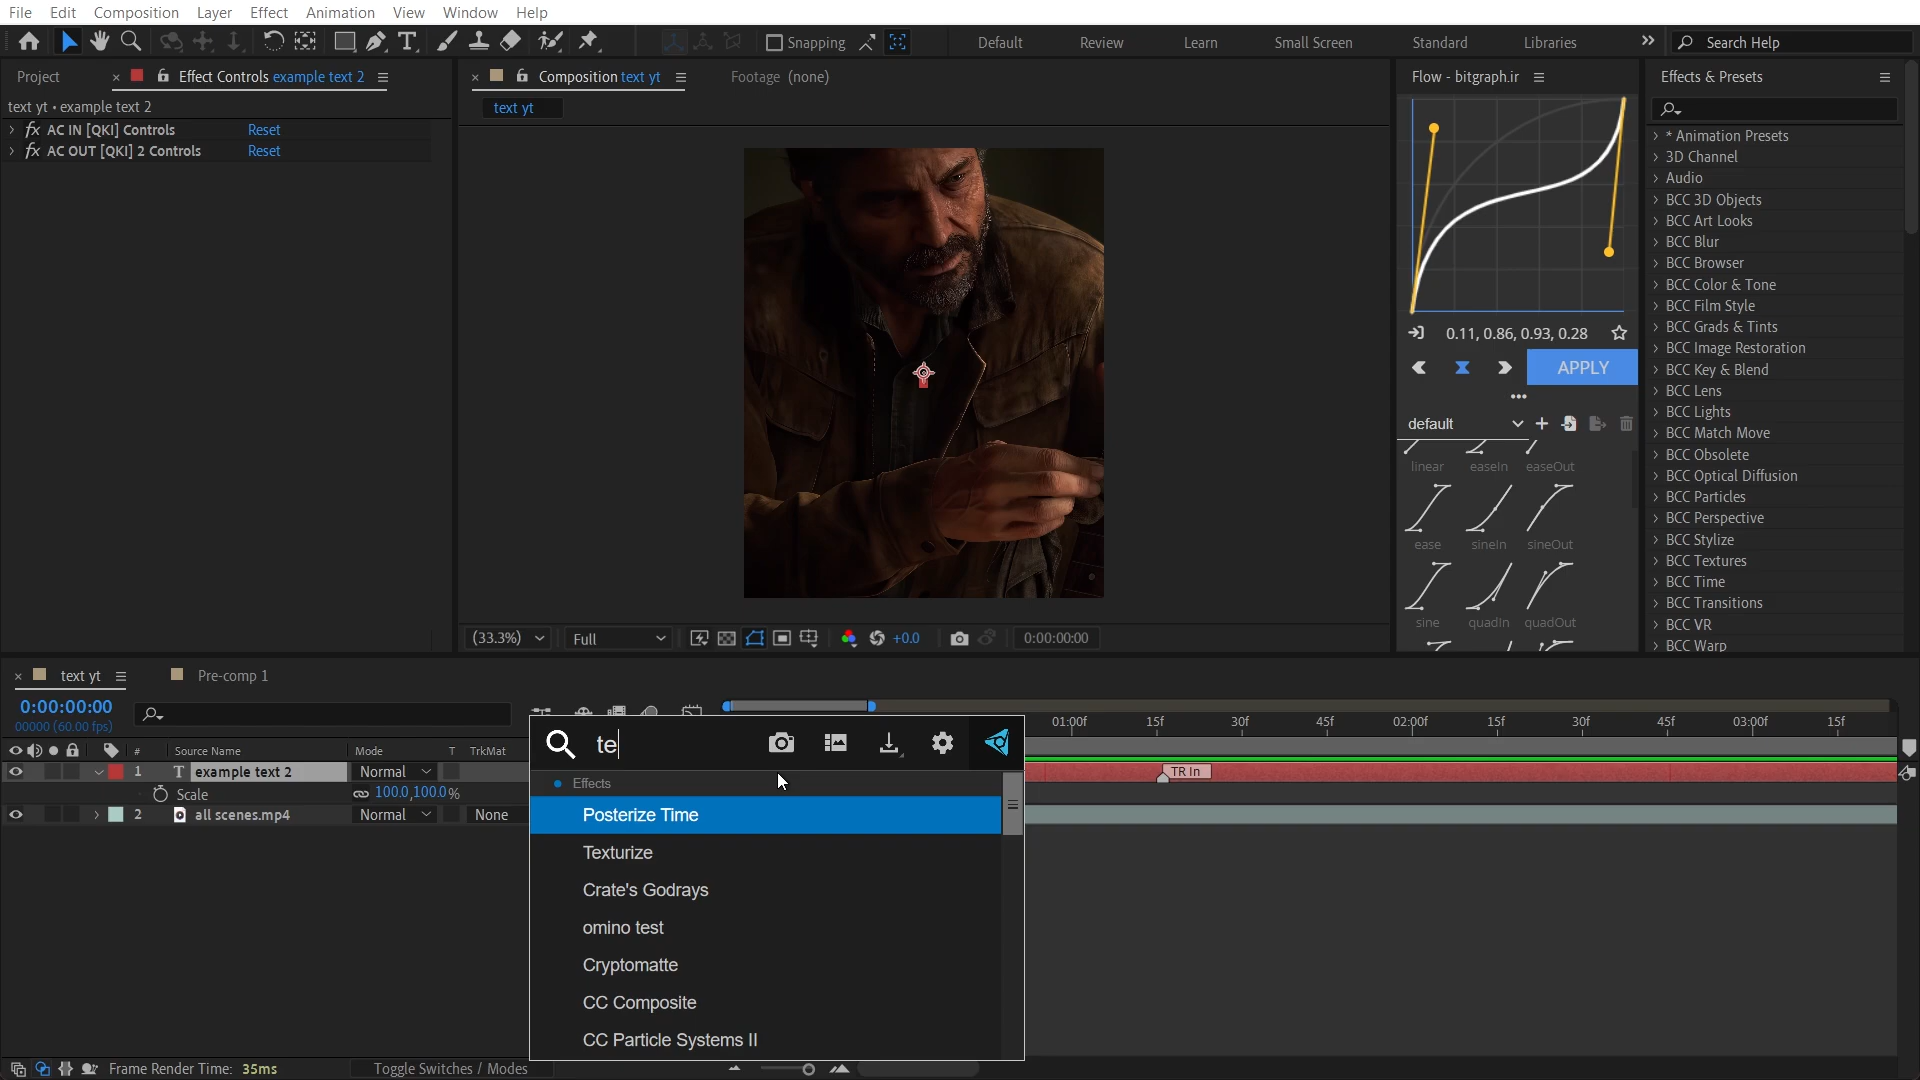 File Edit Composition Layer Effect Animation View Window Help
Snapping Default Review Learn Small Screen Standard Libraries Search Help
Project Effect Controls example text 2
text yt • example text 2
fx AC IN [QKI] Controls Reset
fx AC OUT [QKI] 2 Controls Reset
Composition text yt Footage (none)
text yt
(33.3%) Full +0.0 0:00:00:00
Flow - bitgraph.ir
0.11, 0.86, 0.93, 0.28
APPLY
default
linear easeIn easeOut
ease sineIn sineOut
sine quadIn quadOut
Effects & Presets
* Animation Presets
3D Channel
Audio
BCC 3D Objects
BCC Art Looks
BCC Blur
BCC Browser
BCC Color & Tone
BCC Film Style
BCC Grads & Tints
BCC Image Restoration
BCC Key & Blend
BCC Lens
BCC Lights
BCC Match Move
BCC Obsolete
BCC Optical Diffusion
BCC Particles
BCC Perspective
BCC Stylize
BCC Textures
BCC Time
BCC Transitions
BCC VR
BCC Warp
text yt Pre-comp 1
0:00:00:00
00000 (60.00 fps)
01:00f 15f 30f 45f 02:00f 15f 30f 45f 03:00f 15f
# Source Name Mode T TrkMat
1 T example text 2 Normal
TR In
Scale 100.0,100.0%
2 all scenes.mp4 Normal None
te
Effects
Posterize Time
Texturize
Crate's Godrays
omino test
Cryptomatte
CC Composite
CC Particle Systems II
Frame Render Time: 35ms Toggle Switches / Modes